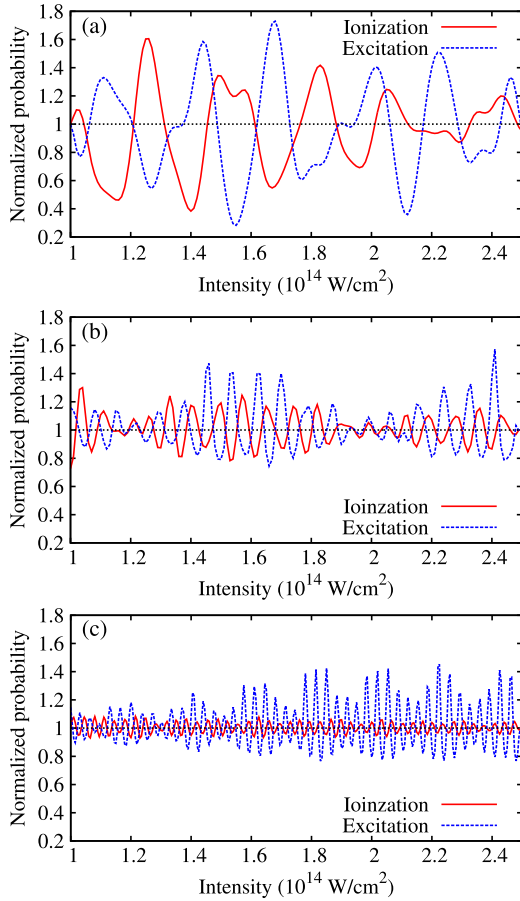 (a)
Ionization
Excitation
Normalized probability
1.8
1.6
1.4
1.2
1
0.8
0.6
0.4
0.2
1 1.2 1.4 1.6 1.8 2 2.2 2.4
Intensity (10^14 W/cm^2)
(b)
Normalized probability
1.8
1.6
1.4
1.2
1
0.8
0.6
0.4
0.2
Ioinzation
Excitation
1 1.2 1.4 1.6 1.8 2 2.2 2.4
Intensity (10^14 W/cm^2)
(c)
Normalized probability
1.8
1.6
1.4
1.2
1
0.8
0.6
0.4
0.2
Ioinzation
Excitation
1 1.2 1.4 1.6 1.8 2 2.2 2.4
Intensity (10^14 W/cm^2)